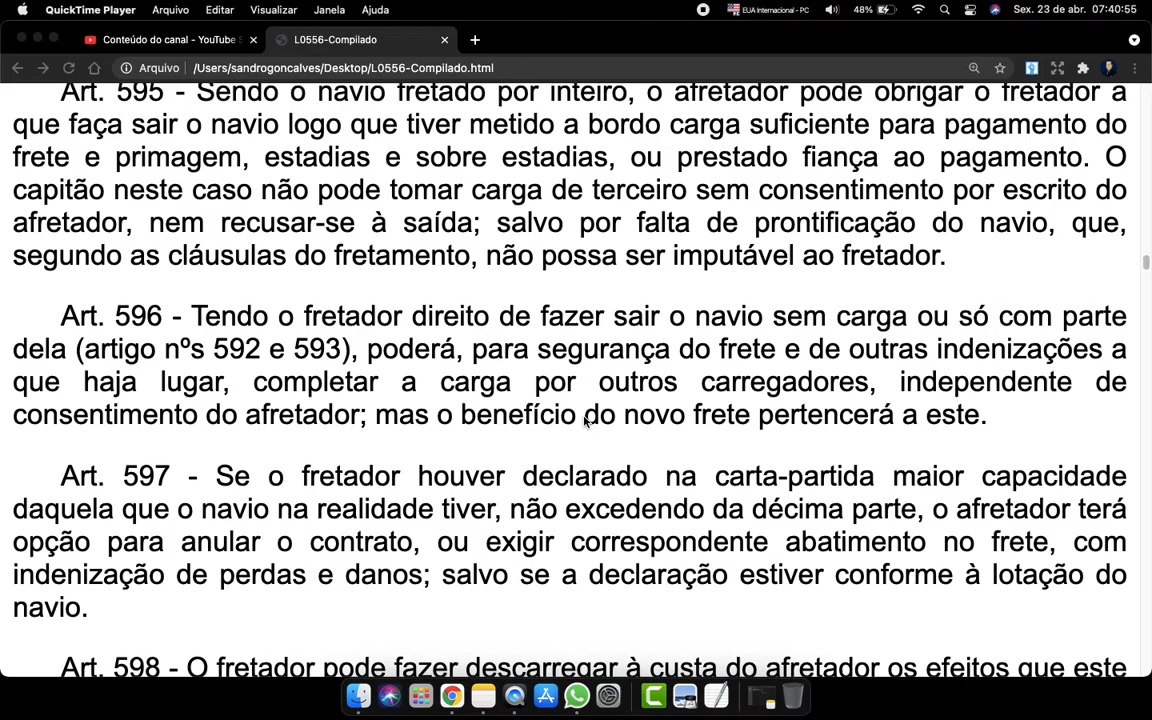 QuickTime Player Arquivo Editar Visualizar Janela Ajuda EUA Internacional - PC 48% Sex. 23 de abr. 07:40:55
Conteúdo do canal - YouTube S L0556-Compilado
Arquivo /Users/sandrogoncalves/Desktop/L0556-Compilado.html
Art. 595 - Sendo o navio fretado por inteiro, o afretador pode obrigar o fretador a
que faça sair o navio logo que tiver metido a bordo carga suficiente para pagamento do
frete e primagem, estadias e sobre estadias, ou prestado fiança ao pagamento. O
capitão neste caso não pode tomar carga de terceiro sem consentimento por escrito do
afretador, nem recusar-se à saída; salvo por falta de prontificação do navio, que,
segundo as cláusulas do fretamento, não possa ser imputável ao fretador.
Art. 596 - Tendo o fretador direito de fazer sair o navio sem carga ou só com parte
dela (artigo nºs 592 e 593), poderá, para segurança do frete e de outras indenizações a
que haja lugar, completar a carga por outros carregadores, independente de
consentimento do afretador; mas o benefício do novo frete pertencerá a este.
Art. 597 - Se o fretador houver declarado na carta-partida maior capacidade
daquela que o navio na realidade tiver, não excedendo da décima parte, o afretador terá
opção para anular o contrato, ou exigir correspondente abatimento no frete, com
indenização de perdas e danos; salvo se a declaração estiver conforme à lotação do
navio.
Art. 598 - O fretador pode fazer descarregar à custa do afretador os efeitos que este